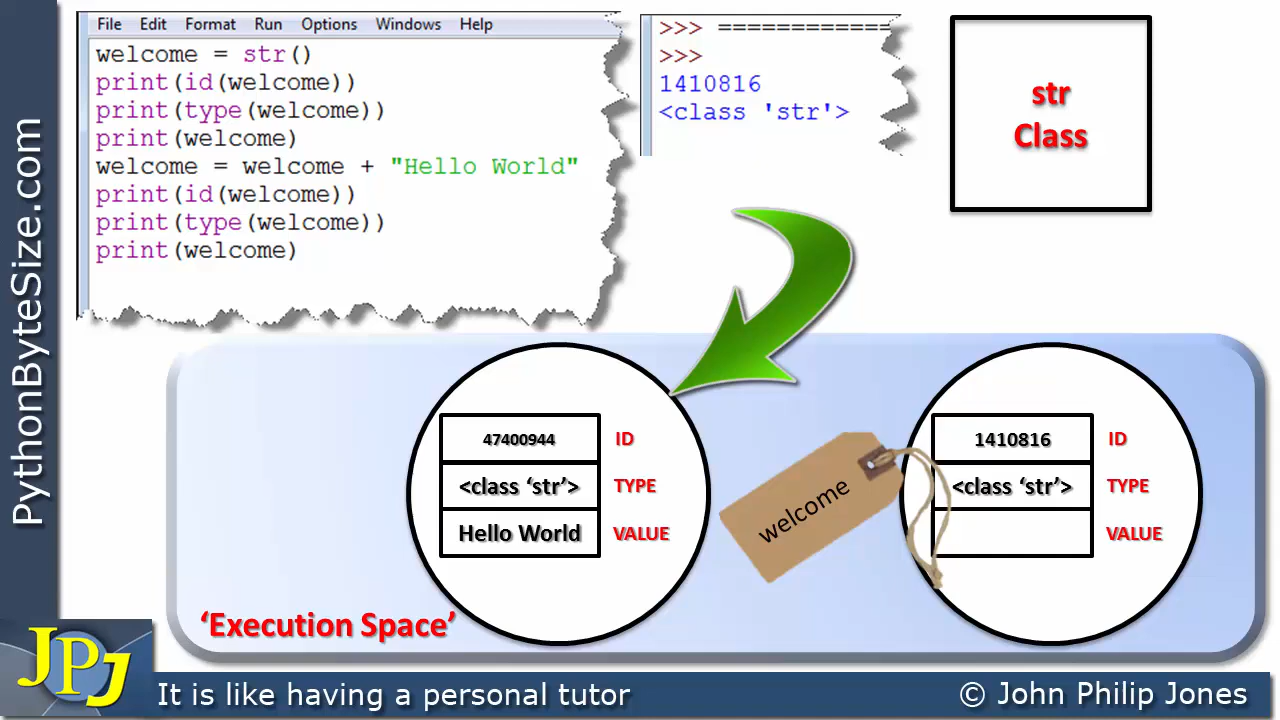 File Edit Format Run Options Windows Help
welcome = str()
print(id(welcome))
print(type(welcome))
print(welcome)
welcome = welcome + "Hello World"
print(id(welcome))
print(type(welcome))
print(welcome)
>>> =============
>>>
1410816
<class 'str'>
str
Class
PythonByteSize.com
47400944 ID
<class ‘str’> TYPE
Hello World VALUE
welcome
1410816 ID
<class ‘str’> TYPE
VALUE
‘Execution Space’
JPJ
It is like having a personal tutor
© John Philip Jones